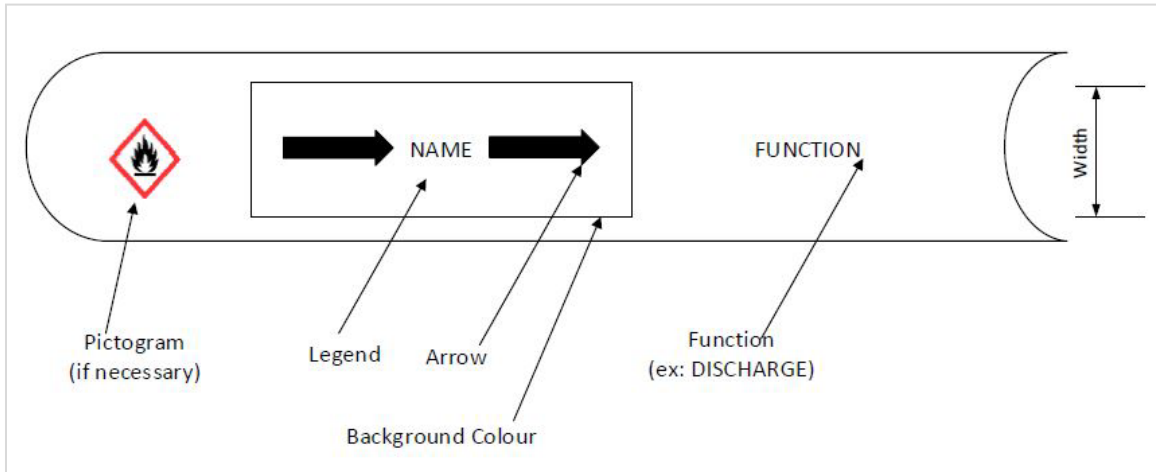 NAME
FUNCTION
Width
Pictogram
(if necessary)
Legend
Arrow
Function
(ex: DISCHARGE)
Background Colour